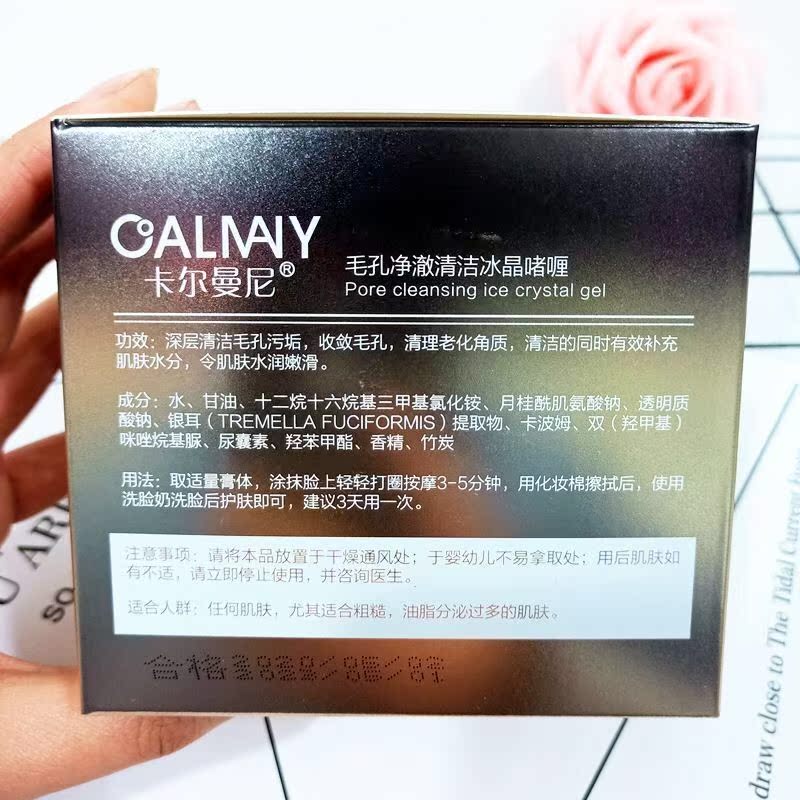 CALMNY
卡尔曼尼®
毛孔净澈清洁冰晶啫喱
Pore cleansing ice crystal gel
功效：深层清洁毛孔污垢，收敛毛孔，清理老化角质，清洁的同时有效补充
肌肤水分，令肌肤水润嫩滑。
成分：水、甘油、十二烷十六烷基三甲基氯化铵、月桂酰肌氨酸钠、透明质
酸钠、银耳（TREMELLA FUCIFORMIS）提取物、卡波姆、双（羟甲基）
咪唑烷基脲、尿囊素、羟苯甲酯、香精、竹炭
用法：取适量膏体，涂抹脸上轻轻打圈按摩3-5分钟，用化妆棉擦拭后，使用
洗脸奶洗脸后护肤即可，建议3天用一次。
注意事项：请将本品放置于干燥通风处；于婴幼儿不易拿取处；用后肌肤如
有不适，请立即停止使用，并咨询医生。
适合人群：任何肌肤，尤其适合粗糙，油脂分泌过多的肌肤。
合格
draw close to The Tidal Current